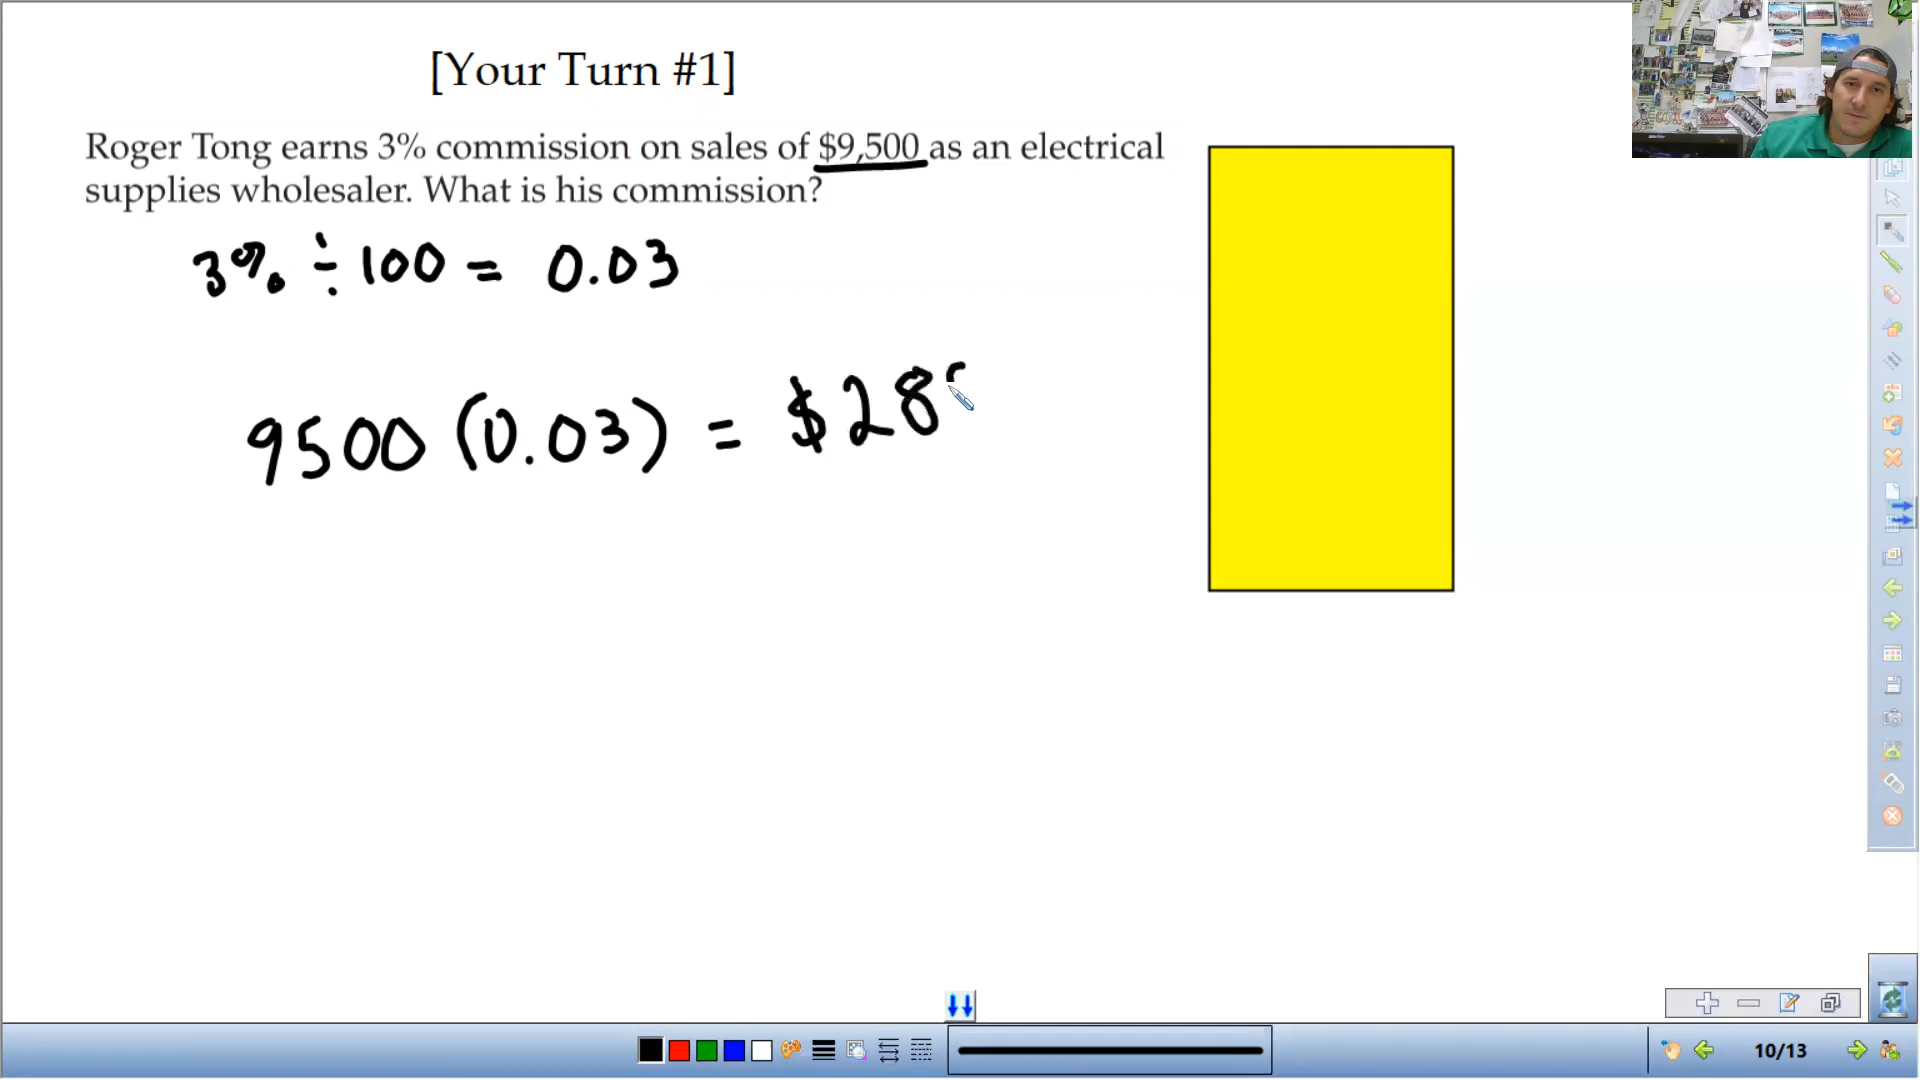 [Your Turn #1]
Roger Tong earns 3% commission on sales of $9,500 as an electrical
supplies wholesaler. What is his commission?
3% ÷ 100 = 0.03
9500 (0.03) = $28
10/13